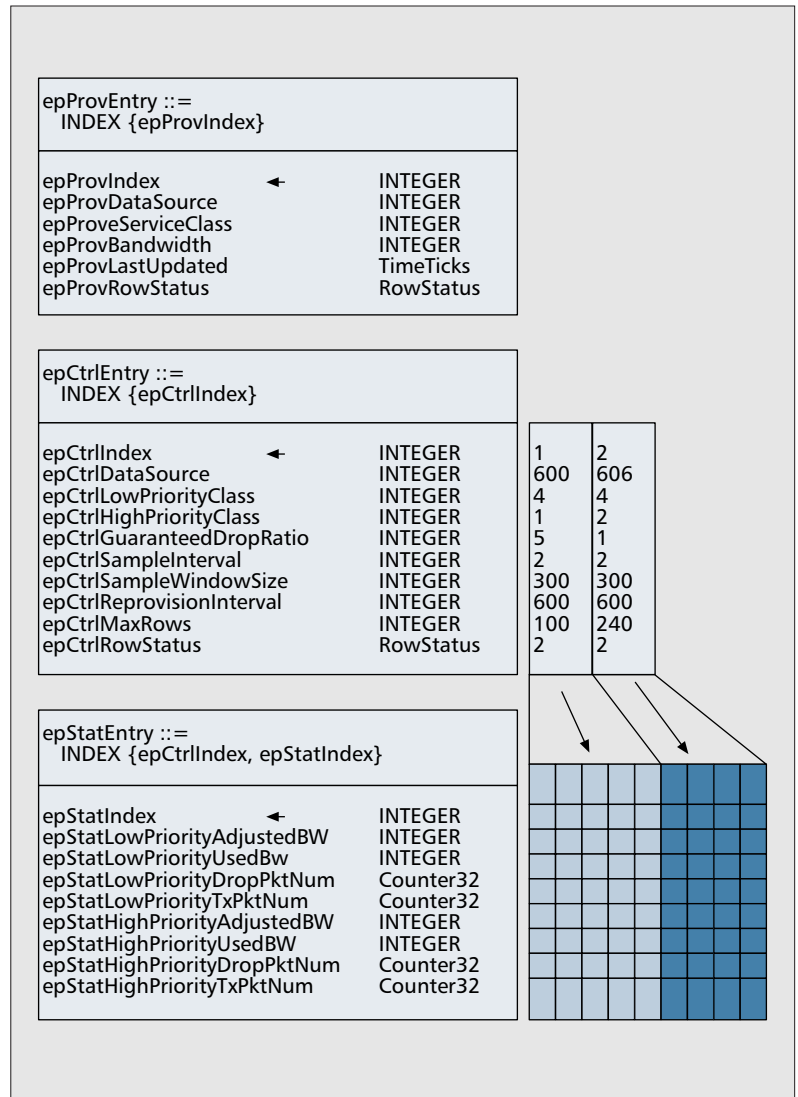 epProvEntry ::=
INDEX {epProvIndex}
epProvIndex INTEGER
epProvDataSource INTEGER
epProveServiceClass INTEGER
epProvBandwidth INTEGER
epProvLastUpdated TimeTicks
epProvRowStatus RowStatus
epCtrlEntry ::=
INDEX {epCtrlIndex}
epCtrlIndex INTEGER 1 2
epCtrlDataSource INTEGER 600 606
epCtrlLowPriorityClass INTEGER 4 4
epCtrlHighPriorityClass INTEGER 1 2
epCtrlGuaranteedDropRatio INTEGER 5 1
epCtrlSampleInterval INTEGER 2 2
epCtrlSampleWindowSize INTEGER 300 300
epCtrlReprovisionInterval INTEGER 600 600
epCtrlMaxRows INTEGER 100 240
epCtrlRowStatus RowStatus 2 2
epStatEntry ::=
INDEX {epCtrlIndex, epStatIndex}
epStatIndex INTEGER
epStatLowPriorityAdjustedBW INTEGER
epStatLowPriorityUsedBw INTEGER
epStatLowPriorityDropPktNum Counter32
epStatLowPriorityTxPktNum Counter32
epStatHighPriorityAdjustedBW INTEGER
epStatHighPriorityUsedBW INTEGER
epStatHighPriorityDropPktNum Counter32
epStatHighPriorityTxPktNum Counter32